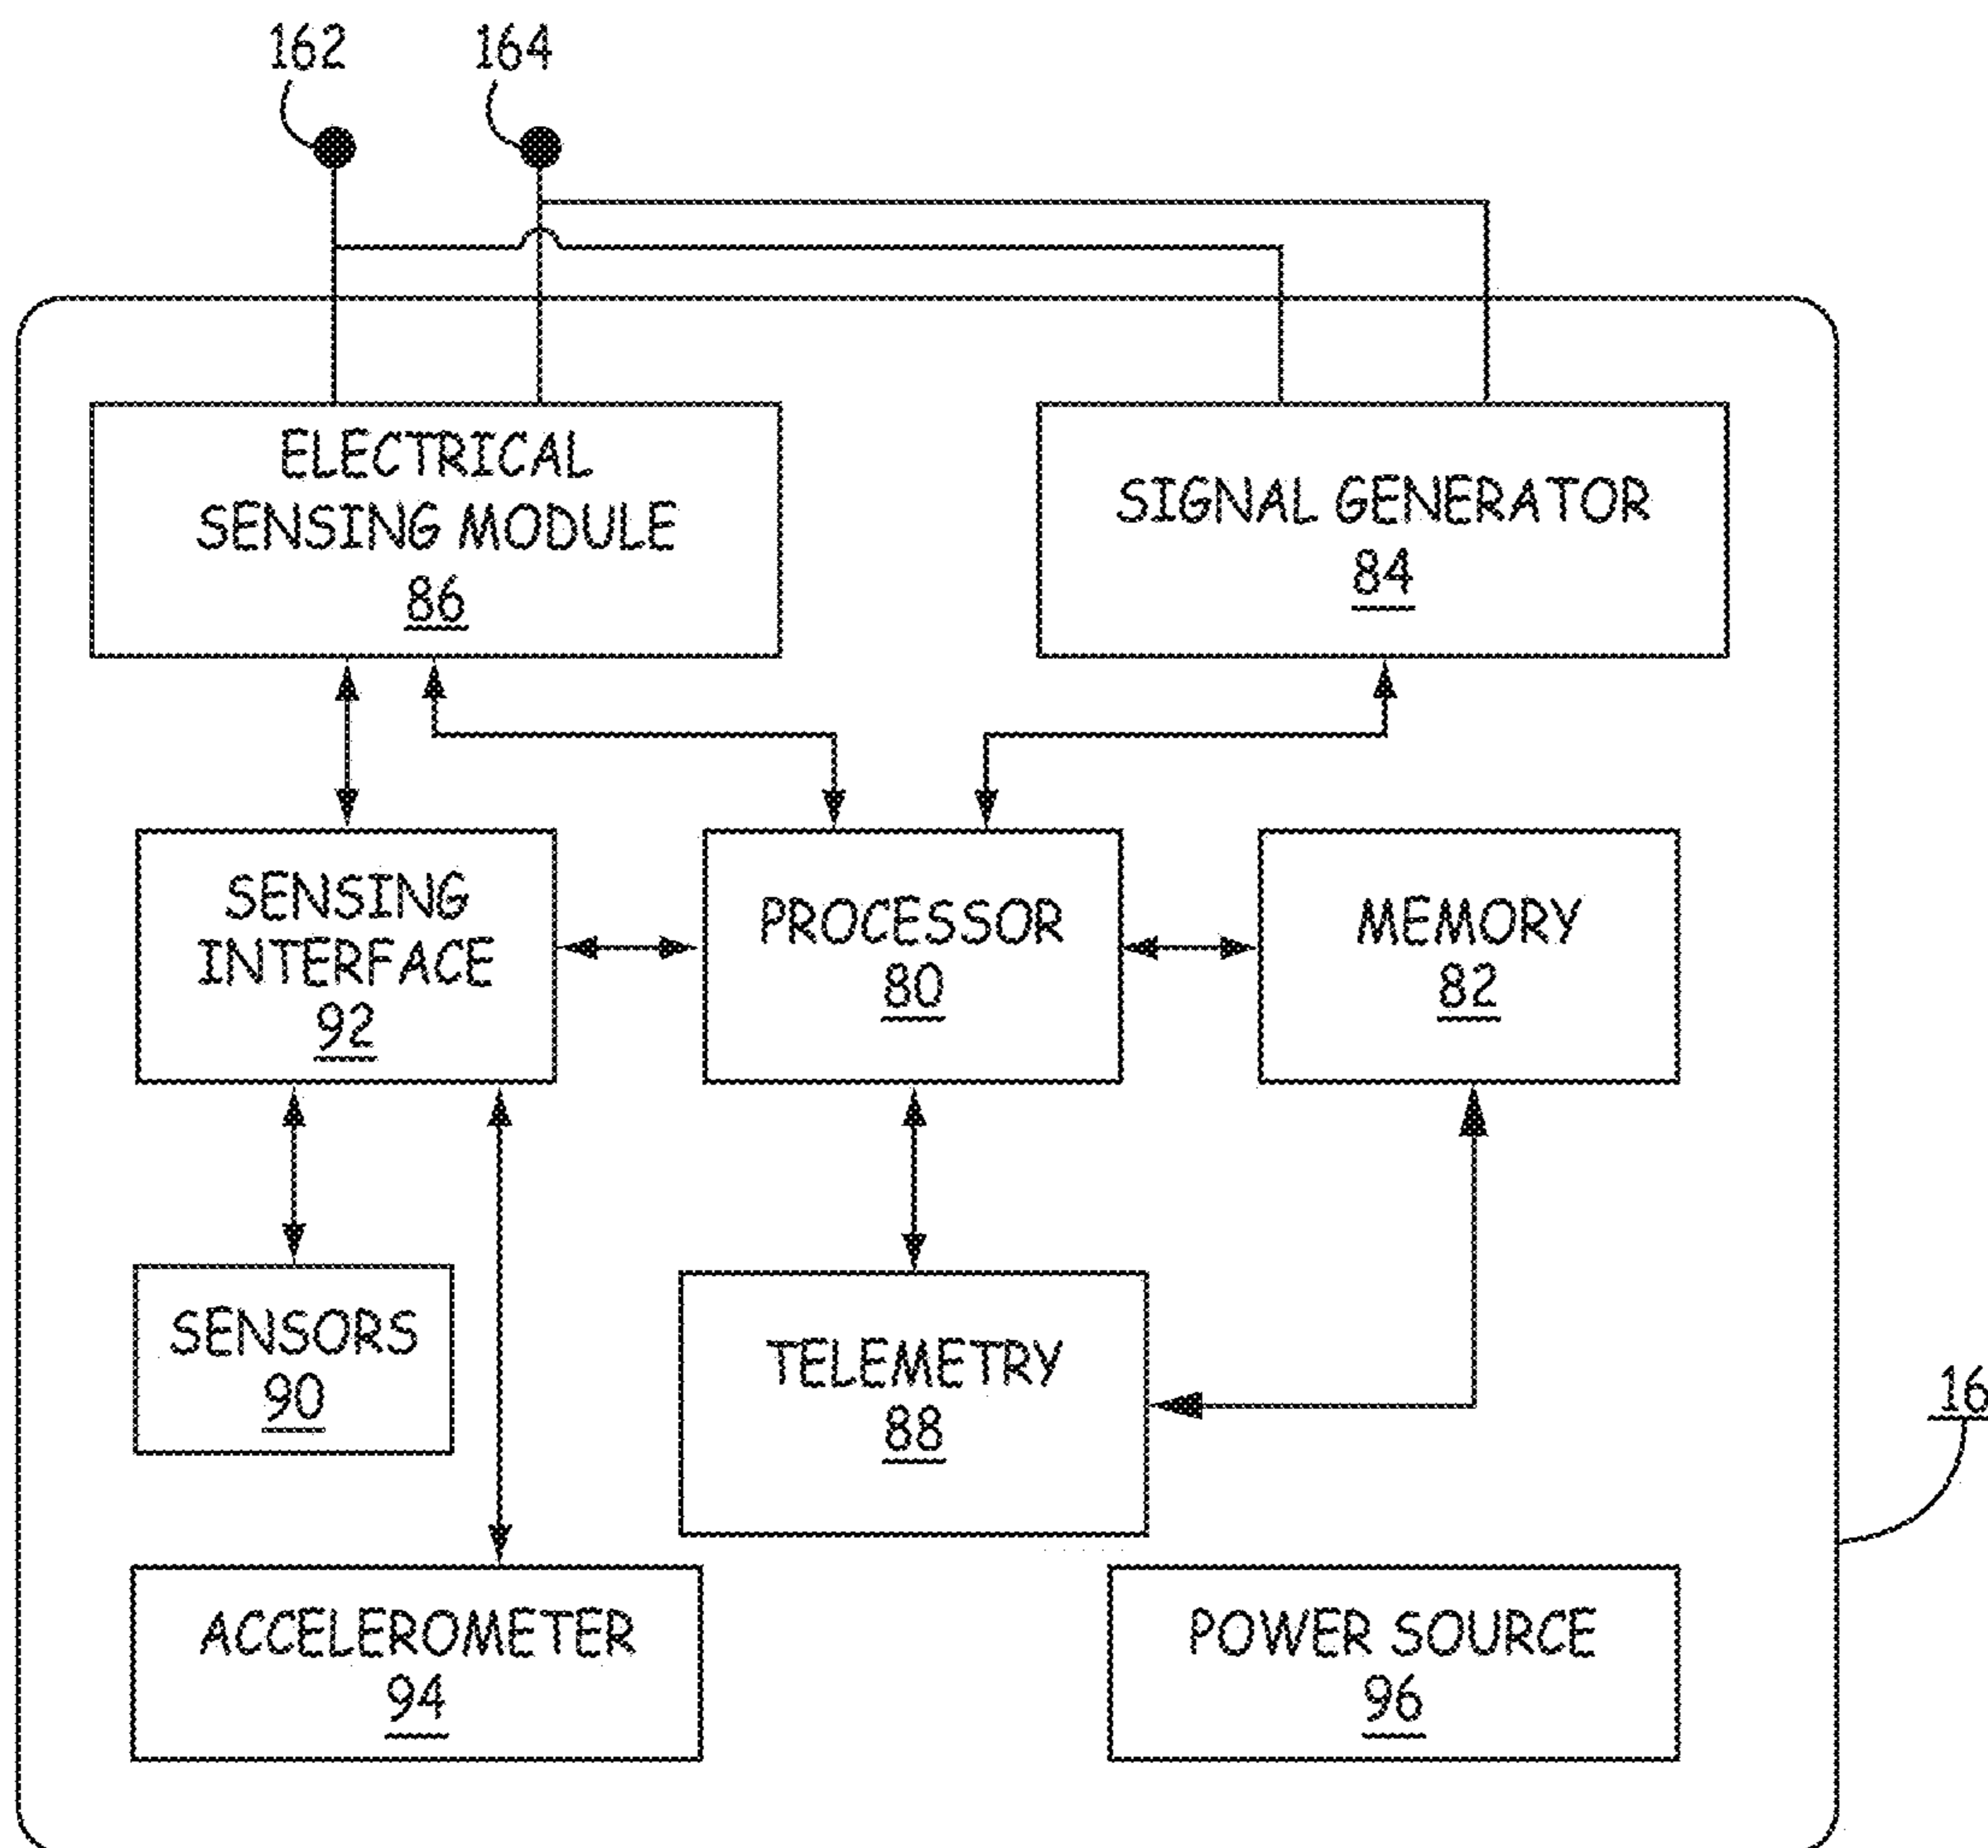 162
164
ELECTRICAL
SENSING MODULE
86
SIGNAL GENERATOR
84
SENSING
INTERFACE
92
PROCESSOR
80
MEMORY
82
SENSORS
90
TELEMETRY
88
16
ACCELEROMETER
94
POWER SOURCE
96